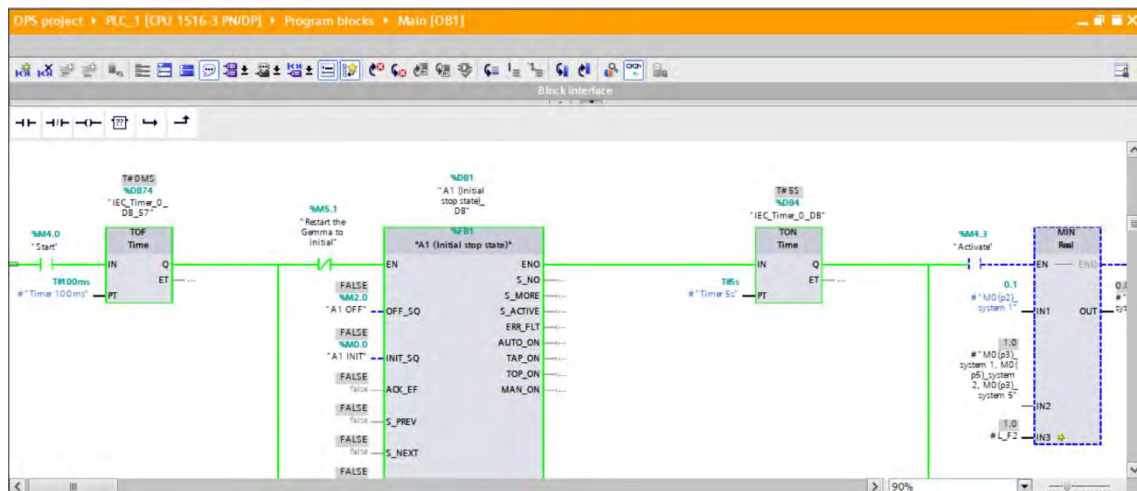 OPS project ▸ PLC_1 [CPU 1516-3 PN/DP] ▸ Program blocks ▸ Main [OB1]
Block interface
T#0MS
%DB74
"IEC_Timer_0_
DB_57"
TOF
Time
%M4.0
"Start"
IN
Q
ET
T#100ms
#"Timer 100ms"
PT
%M5.1
"Restart the
Gemma to
initial"
%DB1
"A1 (Initial
stop state)_
DB"
%FB1
"A1 (Initial stop state)"
EN
ENO
S_NO
S_MORE
S_ACTIVE
ERR_FLT
AUTO_ON
TAP_ON
TOP_ON
MAN_ON
FALSE
%M2.0
"A1 OFF"
OFF_SQ
FALSE
%M0.0
"A1 INIT"
INIT_SQ
FALSE
false
ACK_EF
FALSE
false
S_PREV
FALSE
false
S_NEXT
FALSE
T#5S
%DB4
"IEC_Timer_0_DB"
TON
Time
IN
Q
ET
T#5s
#"Timer 5s"
PT
%M4.3
"Activate"
MIN
Real
EN
ENO
0.1
#"M0(p2)_
system 1"
IN1
OUT
1.0
#"M0(p3)_
system 1, M0(
p5)_system
2, M0(p3)_
system 5"
IN2
1.0
#L_F2
IN3
90%